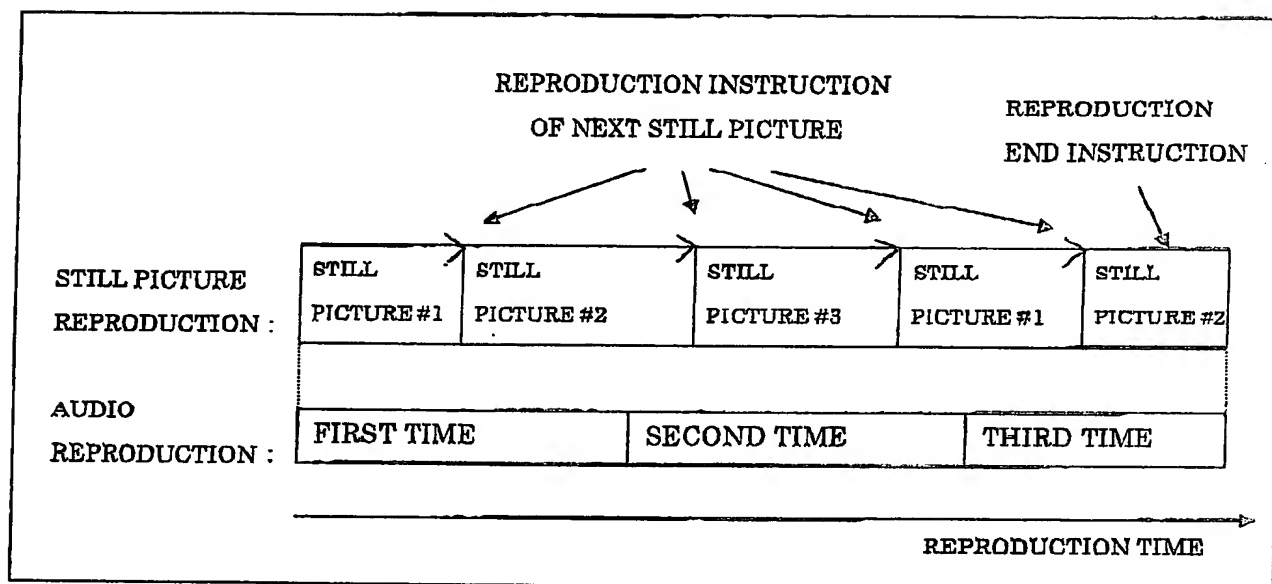 REPRODUCTION INSTRUCTION
OF NEXT STILL PICTURE
REPRODUCTION
END INSTRUCTION
STILL PICTURE
REPRODUCTION :
STILL
PICTURE #1
STILL
PICTURE #2
STILL
PICTURE #3
STILL
PICTURE #1
STILL
PICTURE #2
AUDIO
REPRODUCTION :
FIRST TIME
SECOND TIME
THIRD TIME
REPRODUCTION TIME